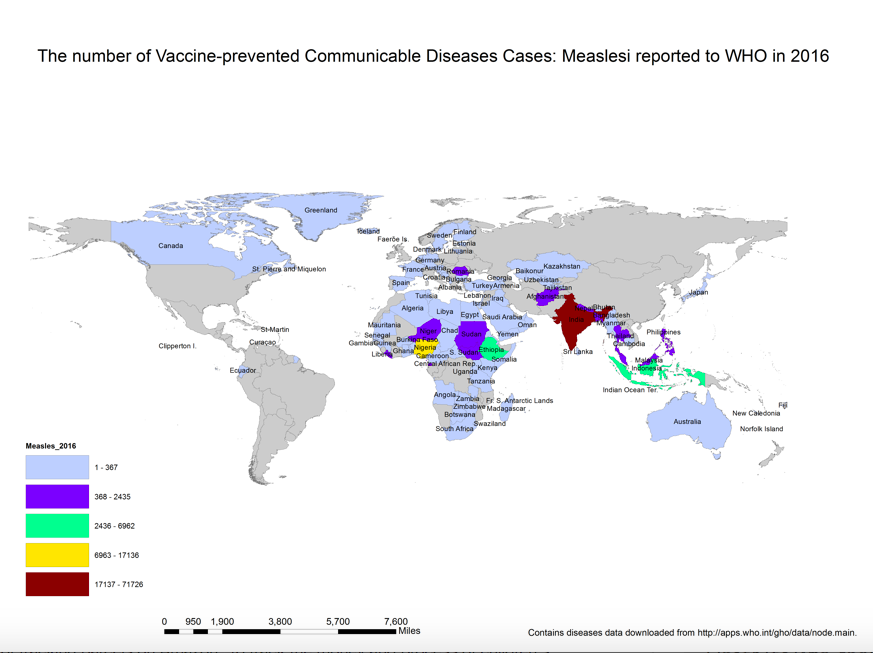 The number of Vaccine-prevented Communicable Diseases Cases: Measlesi reported to WHO in 2016
Greenland
Canada
Iceland
Faeroe Is.
Sweden
Finland
Estonia
Denmark
Lithuania
Germany
St. Pierre and Miquelon
France
Austria
Romania
Kazakhstan
Baikonur
Croatia
Bulgaria
Georgia
Uzbekistan
Spain
Albania
Turkey
Armenia
Tajikistan
Japan
Tunisia
Lebanon
Iraq
Afghanistan
Israel
Algeria
Libya
Egypt
Saudi Arabia
Nepal
Bhutan
Bangladesh
Mauritania
Niger
Chad
Sudan
Oman
India
Myanmar
St-Martin
Senegal
Burkina Faso
Yemen
Thailand
Philippines
Clipperton I.
Curaçao
Gambia
Guinea
Nigeria
Ethiopia
Cambodia
Liberia
Ghana
Cameroon
S. Sudan
Somalia
Sri Lanka
Central African Rep.
Kenya
Malaysia
Ecuador
Uganda
Indonesia
Tanzania
Indian Ocean Ter.
Angola
Zambia
Fr. S. Antarctic Lands
Zimbabwe
Madagascar
Fiji
Botswana
New Caledonia
South Africa
Swaziland
Australia
Norfolk Island
Measles_2016
1 - 367
368 - 2435
2436 - 6962
6963 - 17136
17137 - 71726
0 950 1,900 3,800 5,700 7,600
Miles
Contains diseases data downloaded from http://apps.who.int/gho/data/node.main.